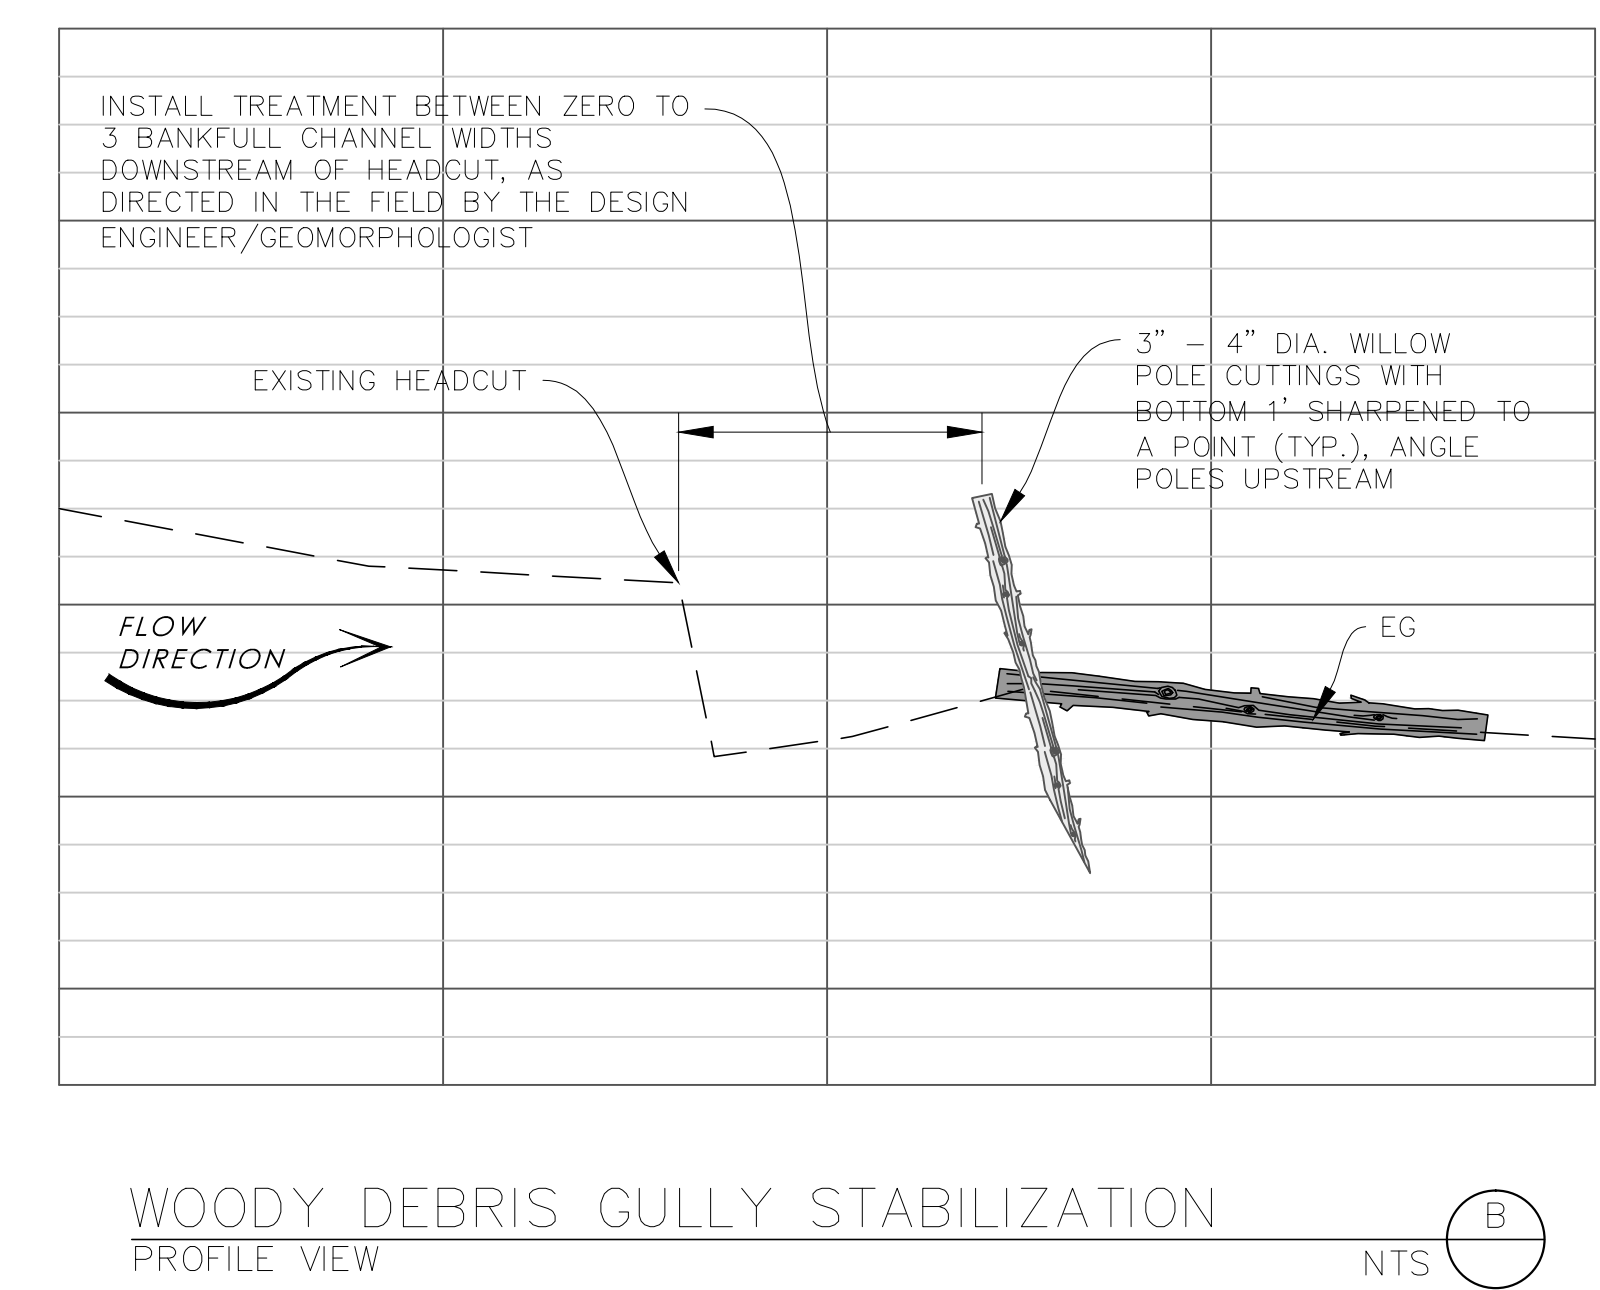 INSTALL TREATMENT BETWEEN ZERO TO
3 BANKFULL CHANNEL WIDTHS
DOWNSTREAM OF HEADCUT, AS
DIRECTED IN THE FIELD BY THE DESIGN
ENGINEER/GEOMORPHOLOGIST
EXISTING HEADCUT
3" – 4" DIA. WILLOW
POLE CUTTINGS WITH
BOTTOM 1' SHARPENED TO
A POINT (TYP.), ANGLE
POLES UPSTREAM
FLOW
DIRECTION
EG
WOODY DEBRIS GULLY STABILIZATION
PROFILE VIEW
NTS
B